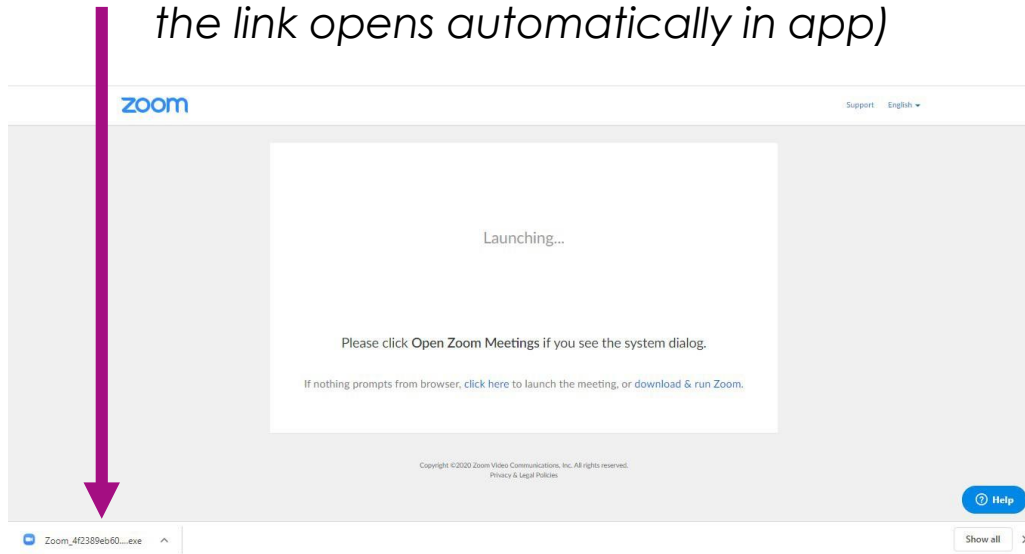 the link opens automatically in app)
zoom
Support English
Launching...
Please click Open Zoom Meetings if you see the system dialog.
If nothing prompts from browser, click here to launch the meeting, or download & run Zoom.
Copyright ©2020 Zoom Video Communications, Inc. All rights reserved.
Privacy & Legal Policies
Help
Zoom_4f2389eb60....exe
Show all